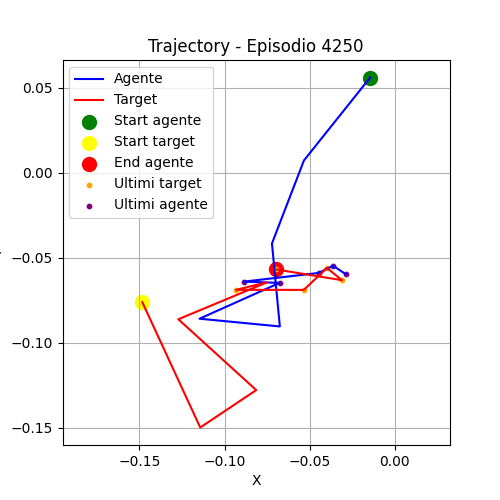 Trajectory - Episodio 4250
Agente
Target
Start agente
Start target
End agente
Ultimi target
Ultimi agente
0.05
0.00
−0.05
−0.10
−0.15
−0.15
−0.10
−0.05
0.00
X